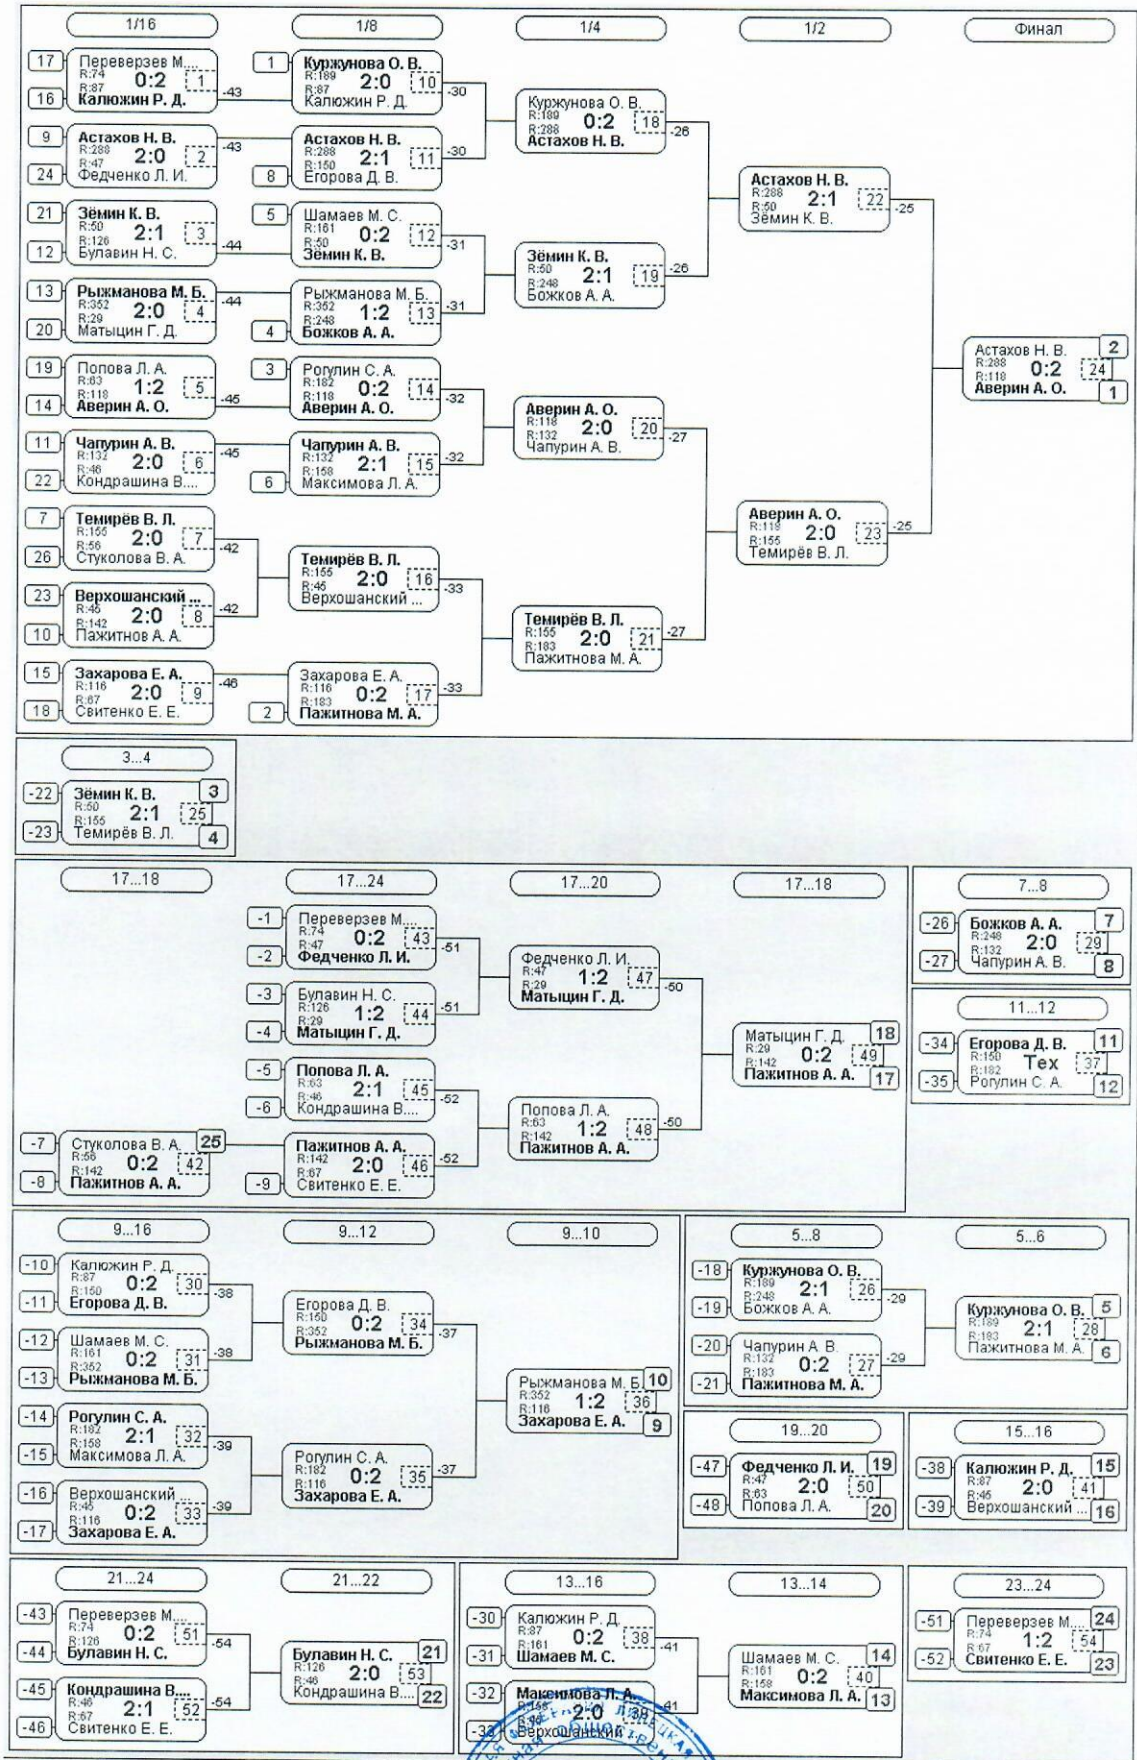 1/16
1/8
1/4
1/2
Финал
17 Переверзев М....
R:74 0:2 1
R:87
16 Калюжин Р. Д. -43
9 Астахов Н. В. -43
R:288 2:0 2
R:47
24 Федченко Л. И.
21 Зёмин К. В.
R:50 2:1 3
R:126
12 Булавин Н. С. -44
13 Рыжманова М. Б. -44
R:352 2:0 4
R:29
20 Матыцин Г. Д.
19 Попова Л. А.
R:63 1:2 5
R:118
14 Аверин А. О. -45
11 Чапурин А. В. -45
R:132 2:0 6
R:46
22 Кондрашина В....
7 Темирёв В. Л.
R:155 2:0 7
R:56 -42
26 Стуколова В. А.
23 Верхошанский ...
R:45 2:0 8 -42
R:142
10 Пажитнов А. А.
15 Захарова Е. А. -46
R:116 2:0 9
R:67
18 Свитенко Е. Е.
1 Куржунова О. В.
R:189 2:0 10 -30
R:87
Калюжин Р. Д.
Астахов Н. В.
R:288 2:1 11 -30
R:150
8 Егорова Д. В.
5 Шамаев М. С.
R:161 0:2 12 -31
R:50
Зёмин К. В.
Рыжманова М. Б.
R:352 1:2 13 -31
R:248
4 Божков А. А.
3 Рогулин С. А.
R:182 0:2 14 -32
R:118
Аверин А. О.
Чапурин А. В.
R:132 2:1 15 -32
R:158
6 Максимова Л. А.
Темирёв В. Л.
R:155 2:0 16 -33
R:45
Верхошанский ...
Захарова Е. А.
R:116 0:2 17 -33
R:183
2 Пажитнова М. А.
Куржунова О. В.
R:189 0:2 18 -26
R:288
Астахов Н. В.
Зёмин К. В.
R:50 2:1 19 -26
R:248
Божков А. А.
Аверин А. О.
R:118 2:0 20 -27
R:132
Чапурин А. В.
Темирёв В. Л.
R:155 2:0 21 -27
R:183
Пажитнова М. А.
Астахов Н. В.
R:288 2:1 22 -25
R:50
Зёмин К. В.
Аверин А. О.
R:118 2:0 23 -25
R:155
Темирёв В. Л.
Астахов Н. В. 2
R:288 0:2 24
R:118
Аверин А. О. 1
3...4
-22 Зёмин К. В. 3
R:50 2:1 25
R:155
-23 Темирёв В. Л. 4
17...18
17...24
17...20
17...18
-7 Стуколова В. А. 25
R:56 0:2 42
R:142
-8 Пажитнов А. А.
-1 Переверзев М....
R:74 0:2 43 -51
R:47
-2 Федченко Л. И.
-3 Булавин Н. С.
R:126 1:2 44 -51
R:29
-4 Матыцин Г. Д.
-5 Попова Л. А.
R:63 2:1 45 -52
R:46
-6 Кондрашина В....
Пажитнов А. А.
R:142 2:0 46 -52
R:67
-9 Свитенко Е. Е.
Федченко Л. И.
R:47 1:2 47 -50
R:29
Матыцин Г. Д.
Попова Л. А.
R:63 1:2 48 -50
R:142
Пажитнов А. А.
Матыцин Г. Д. 18
R:29 0:2 49
R:142
Пажитнов А. А. 17
7...8
-26 Божков А. А. 7
R:248 2:0 29
R:132
-27 Чапурин А. В. 8
11...12
-34 Егорова Д. В. 11
R:150 Тех 37
R:182
-35 Рогулин С. А. 12
9...16
9...12
9...10
-10 Калюжин Р. Д.
R:87 0:2 30 -38
R:150
-11 Егорова Д. В.
-12 Шамаев М. С.
R:161 0:2 31 -38
R:352
-13 Рыжманова М. Б.
-14 Рогулин С. А.
R:182 2:1 32 -39
R:158
-15 Максимова Л. А.
-16 Верхошанский ...
R:45 0:2 33 -39
R:116
-17 Захарова Е. А.
Егорова Д. В.
R:150 0:2 34 -37
R:352
Рыжманова М. Б.
Рогулин С. А.
R:182 0:2 35 -37
R:116
Захарова Е. А.
Рыжманова М. Б. 10
R:352 1:2 36
R:116
Захарова Е. А. 9
5...8
5...6
-18 Куржунова О. В.
R:189 2:1 26 -29
R:248
-19 Божков А. А.
-20 Чапурин А. В.
R:132 0:2 27 -29
R:183
-21 Пажитнова М. А.
Куржунова О. В. 5
R:189 2:1 28
R:183
Пажитнова М. А. 6
19...20
-47 Федченко Л. И. 19
R:47 2:0 50
R:63
-48 Попова Л. А. 20
15...16
-38 Калюжин Р. Д. 15
R:87 2:0 41
R:45
-39 Верхошанский ... 16
21...24
21...22
-43 Переверзев М....
R:74 0:2 51 -54
R:126
-44 Булавин Н. С.
-45 Кондрашина В....
R:46 2:1 52 -54
R:67
-46 Свитенко Е. Е.
Булавин Н. С. 21
R:126 2:0 53
R:46
Кондрашина В.... 22
13...16
13...14
-30 Калюжин Р. Д.
R:87 0:2 38 -41
R:161
-31 Шамаев М. С.
-32 Максимова Л. А.
2:0 39 -41
-33 Верхошанский
Шамаев М. С. 14
R:161 0:2 40
R:158
Максимова Л. А. 13
23...24
-51 Переверзев М.... 24
R:74 1:2 54
R:67
-52 Свитенко Е. Е. 23